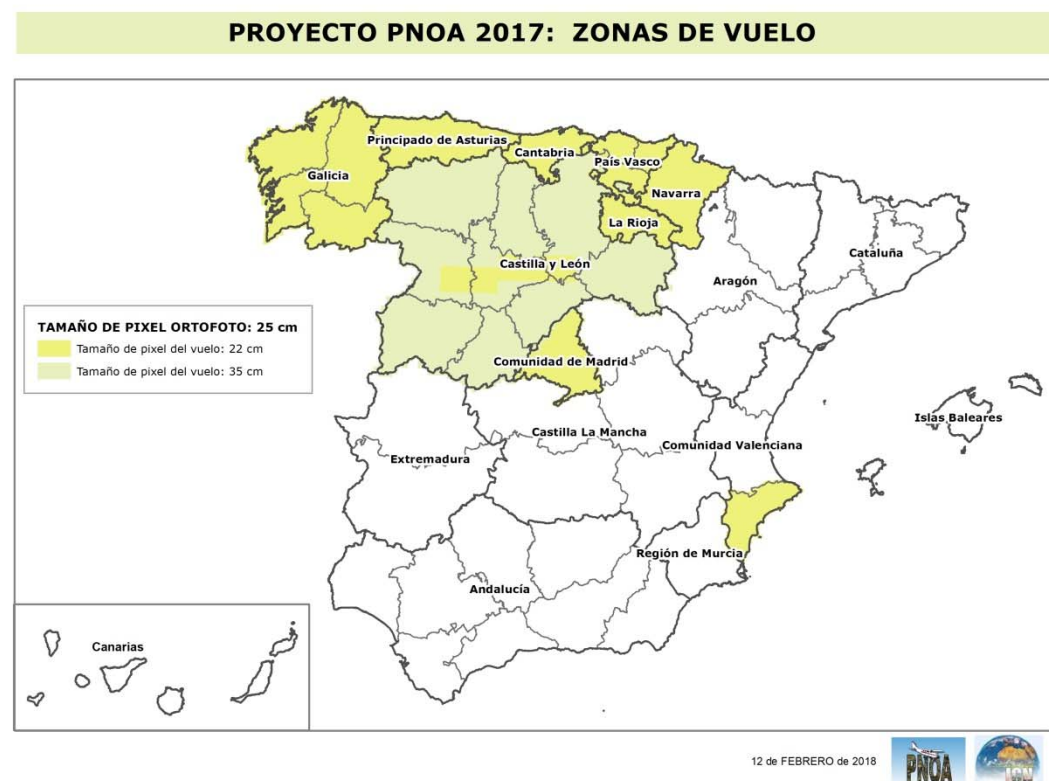 PROYECTO PNOA 2017: ZONAS DE VUELO
Principado de Asturias
Cantabria
País Vasco
Galicia
Navarra
La Rioja
Castilla y León
Cataluña
Aragón
TAMAÑO DE PIXEL ORTOFOTO: 25 cm
Tamaño de pixel del vuelo: 22 cm
Tamaño de pixel del vuelo: 35 cm
Comunidad de Madrid
Islas Baleares
Castilla La Mancha
Comunidad Valenciana
Extremadura
Región de Murcia
Andalucía
Canarias
12 de FEBRERO de 2018
PNOA
IGN